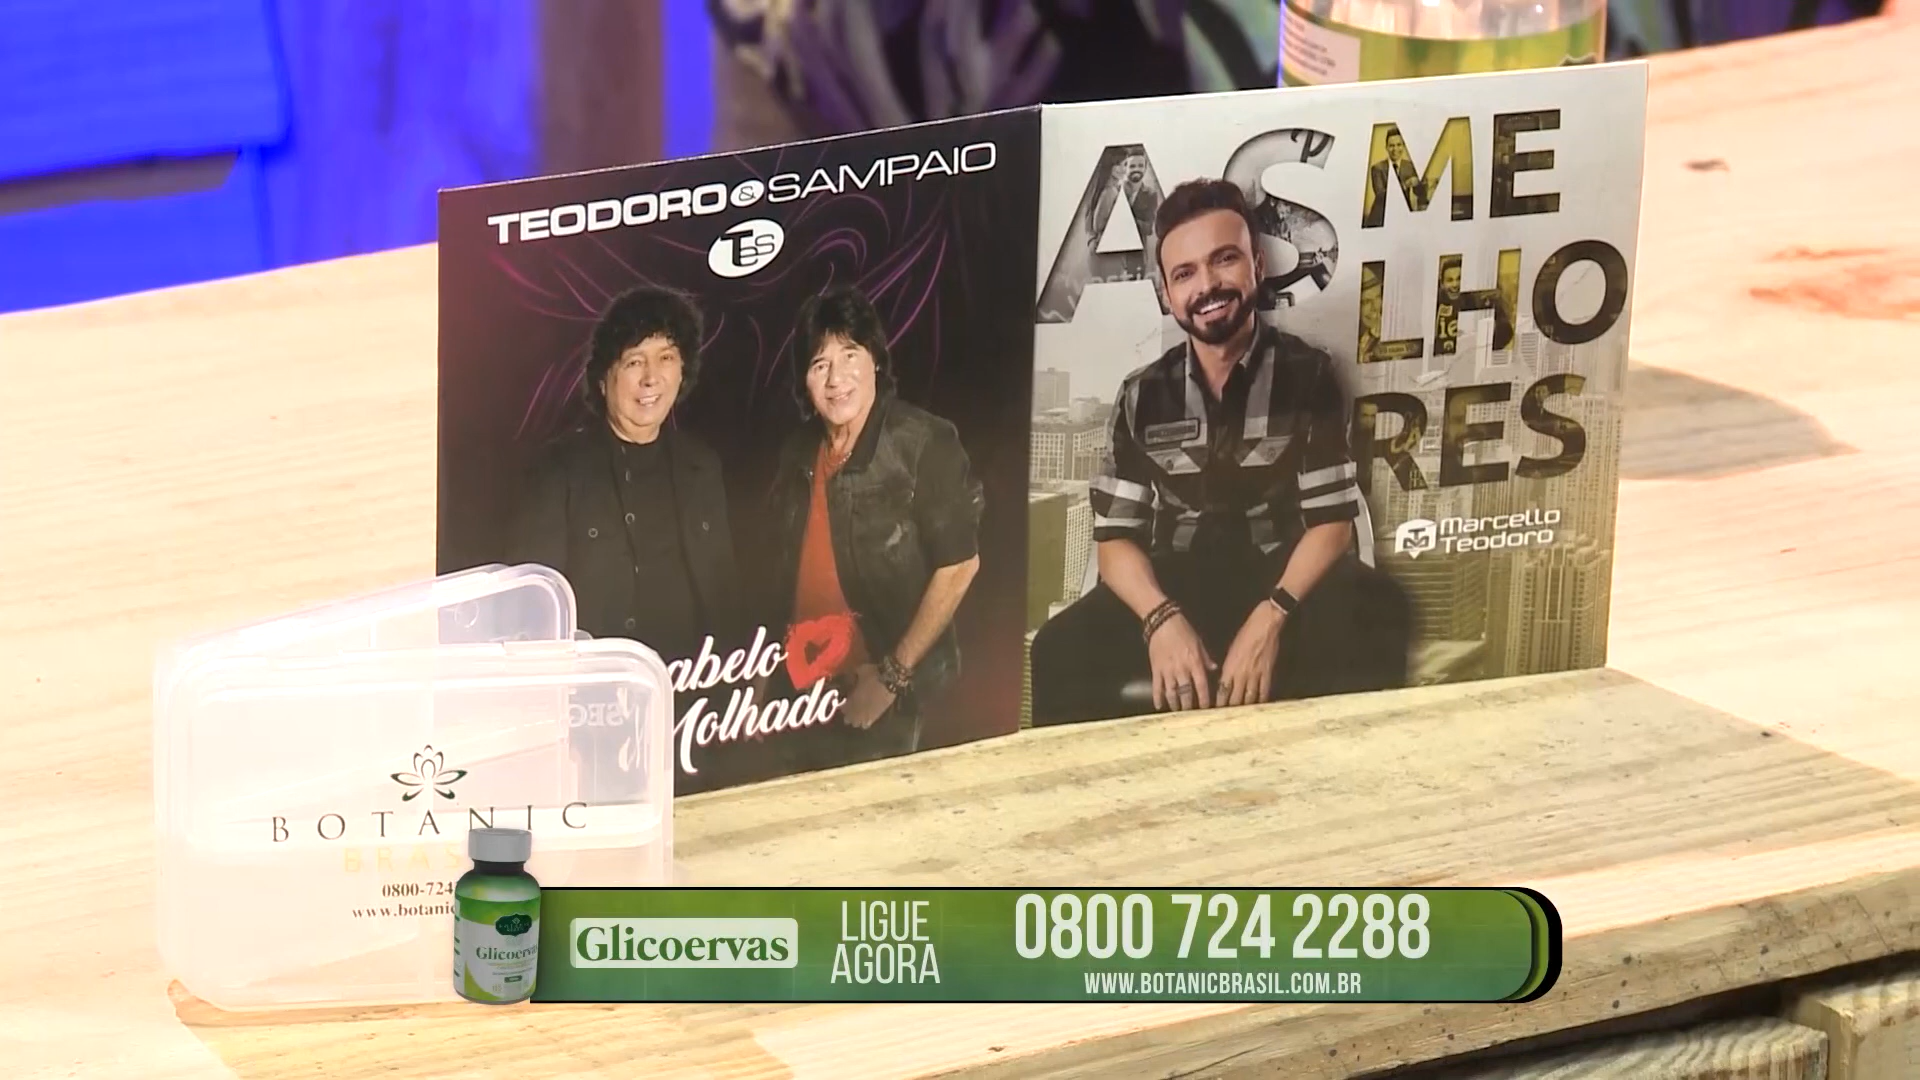 TEODORO & SAMPAIO
TeS
abelo
Molhado
AS ME
LHO
RES
Marcello
Teodoro
BOTANIC
BRAS
0800-724
www.botanic
Glicoervas
Glicoervas
LIGUE
AGORA
0800 724 2288
WWW.BOTANICBRASIL.COM.BR